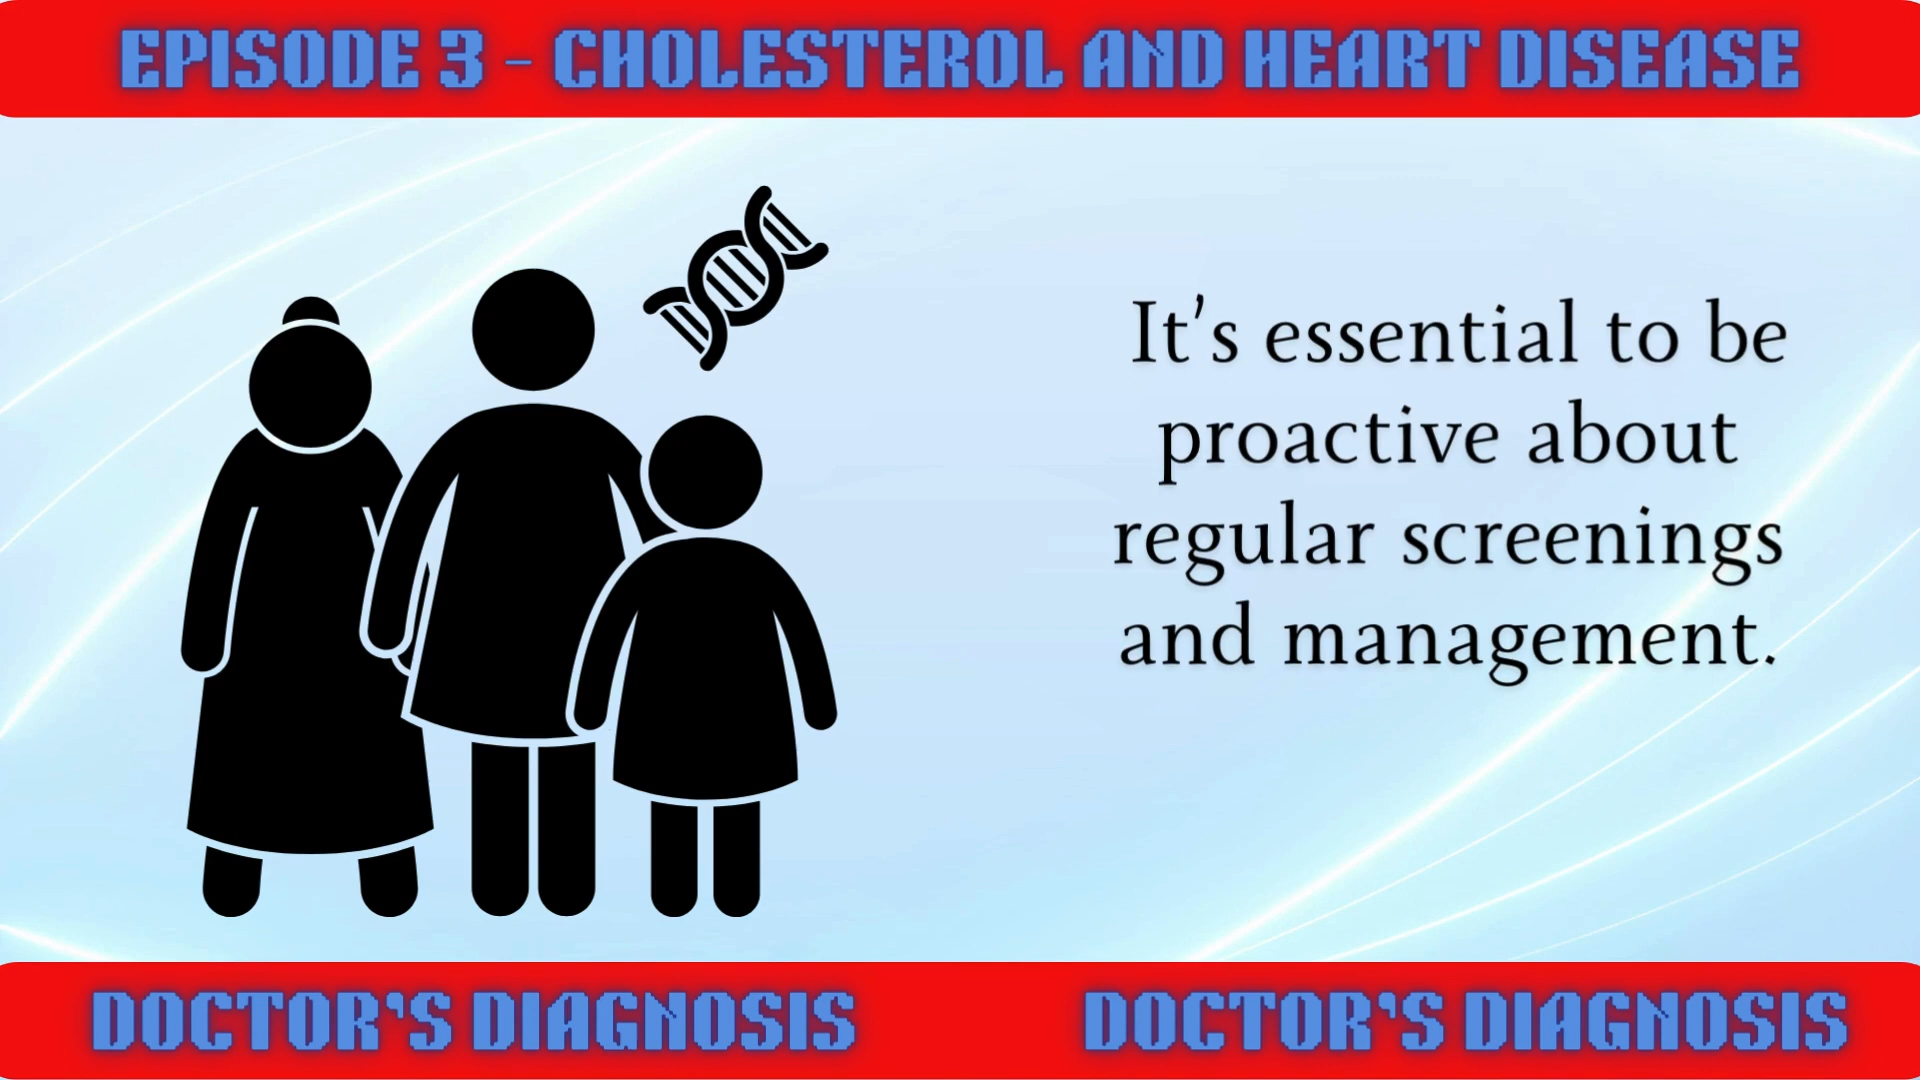 EPISODE 3 - CHOLESTEROL AND HEART DISEASE
It's essential to be
proactive about
regular screenings
and management.
DOCTOR'S DIAGNOSIS
DOCTOR'S DIAGNOSIS